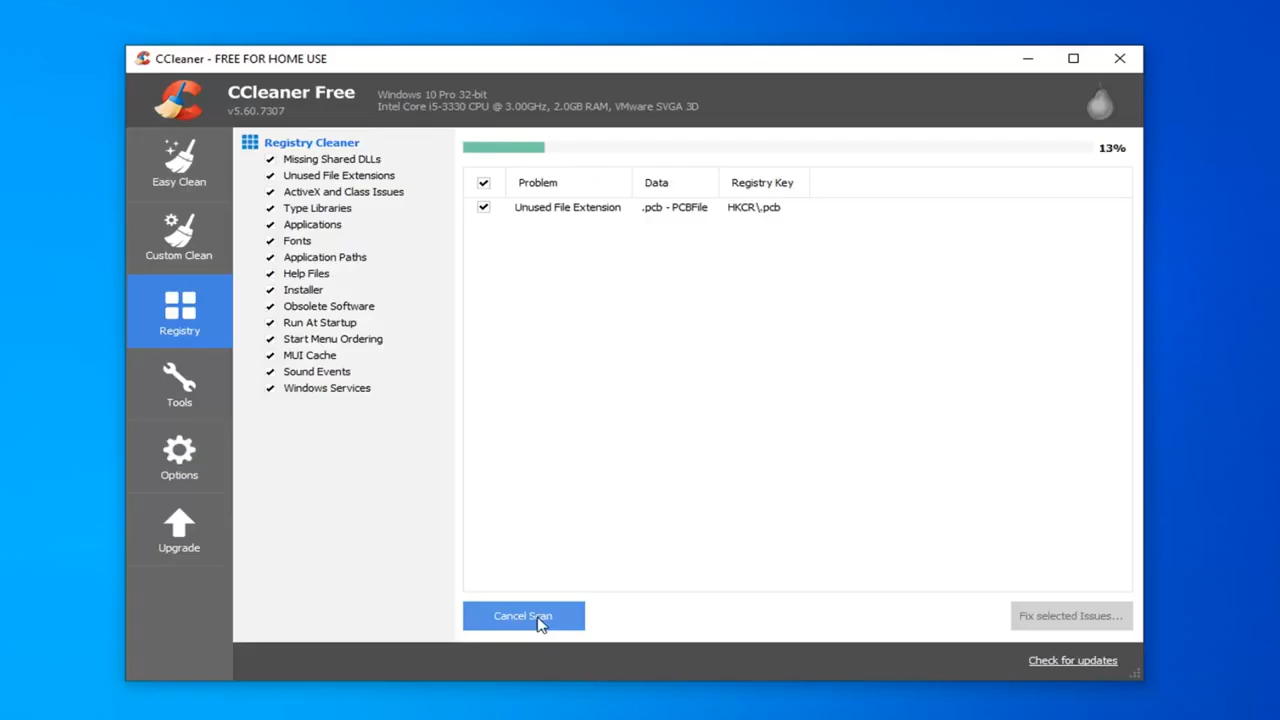 CCleaner - FREE FOR HOME USE
CCleaner Free
v5.60.7307
Windows 10 Pro 32-bit
Intel Core i5-3330 CPU @ 3.00GHz, 2.0GB RAM, VMware SVGA 3D
Easy Clean
Custom Clean
Registry
Tools
Options
Upgrade
Registry Cleaner
Missing Shared DLLs
Unused File Extensions
ActiveX and Class Issues
Type Libraries
Applications
Fonts
Application Paths
Help Files
Installer
Obsolete Software
Run At Startup
Start Menu Ordering
MUI Cache
Sound Events
Windows Services
13%
Problem Data Registry Key
Unused File Extension .pcb - PCBFile HKCR\.pcb
Cancel Scan
Fix selected Issues...
Check for updates